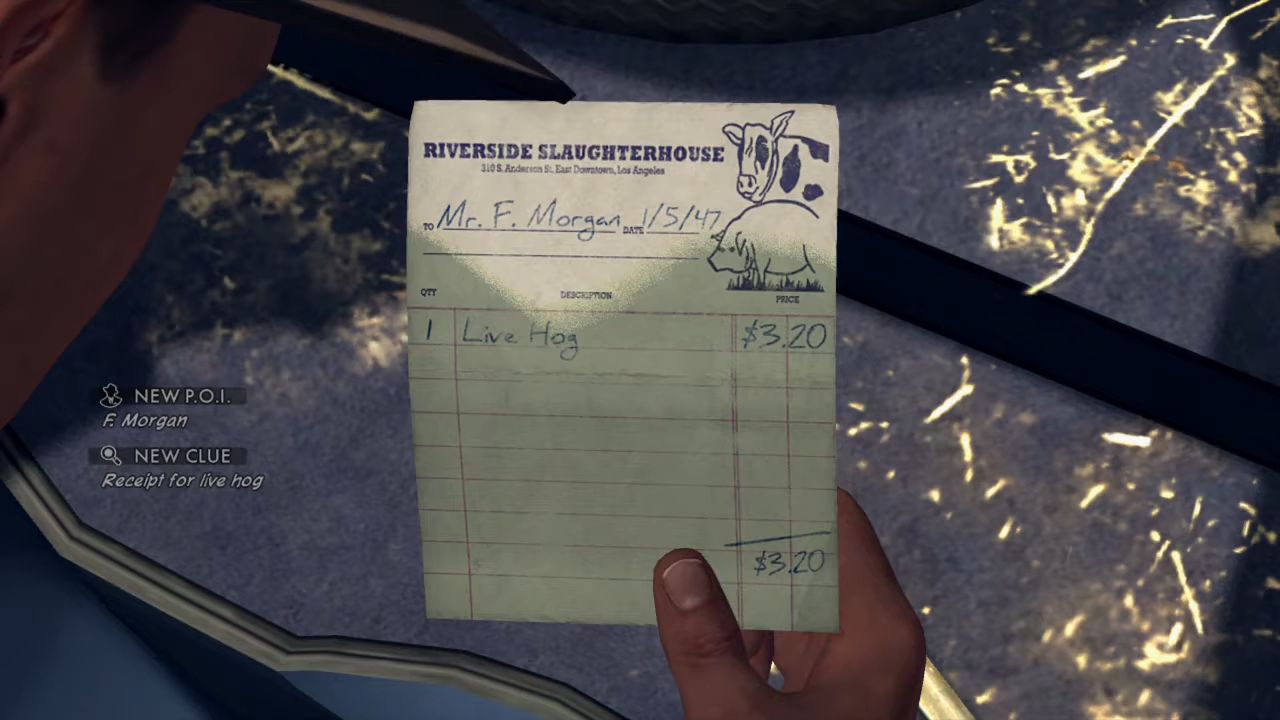 RIVERSIDE SLAUGHTERHOUSE
310 S. Anderson St, East Downtown, Los Angeles
TO Mr. F. Morgan DATE 1/5/47
QTY DESCRIPTION PRICE
1 Live Hog $3.20
$3.20
NEW P.O.I.
F. Morgan
NEW CLUE
Receipt for live hog